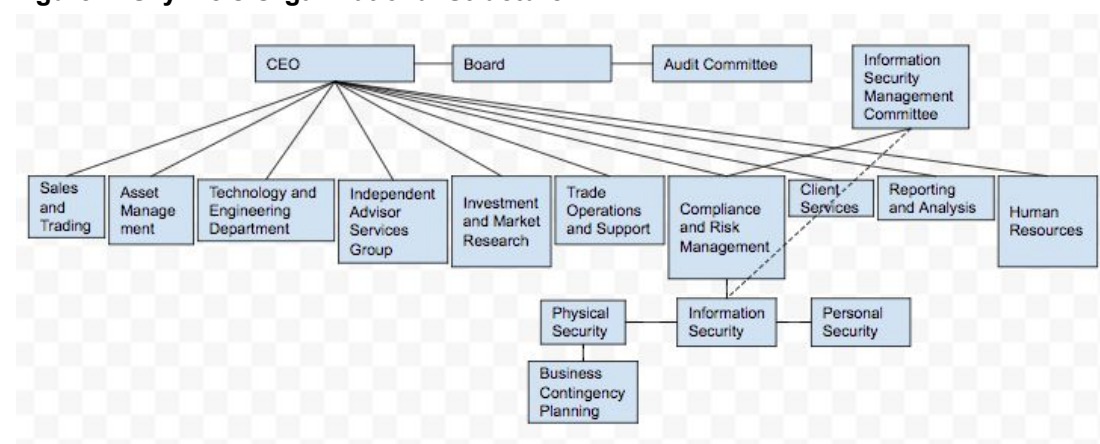 CEO
Board
Audit Committee
Information
Security
Management
Committee
Sales
and
Trading
Asset
Manage
ment
Technology and
Engineering
Department
Independent
Advisor
Services
Group
Investment
and Market
Research
Trade
Operations
and Support
Compliance
and Risk
Management
Client
Services
Reporting
and Analysis
Human
Resources
Physical
Security
Information
Security
Personal
Security
Business
Contingency
Planning